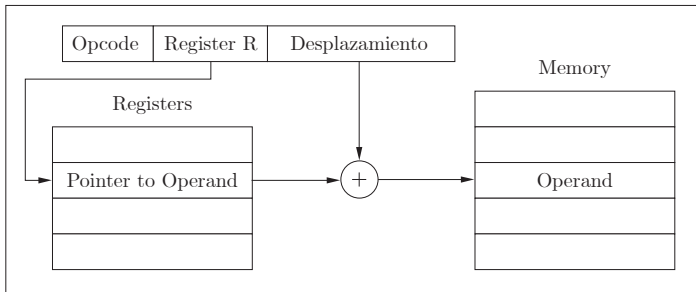 Opcode Register R Desplazamiento
Memory
Registers
Pointer to Operand + Operand